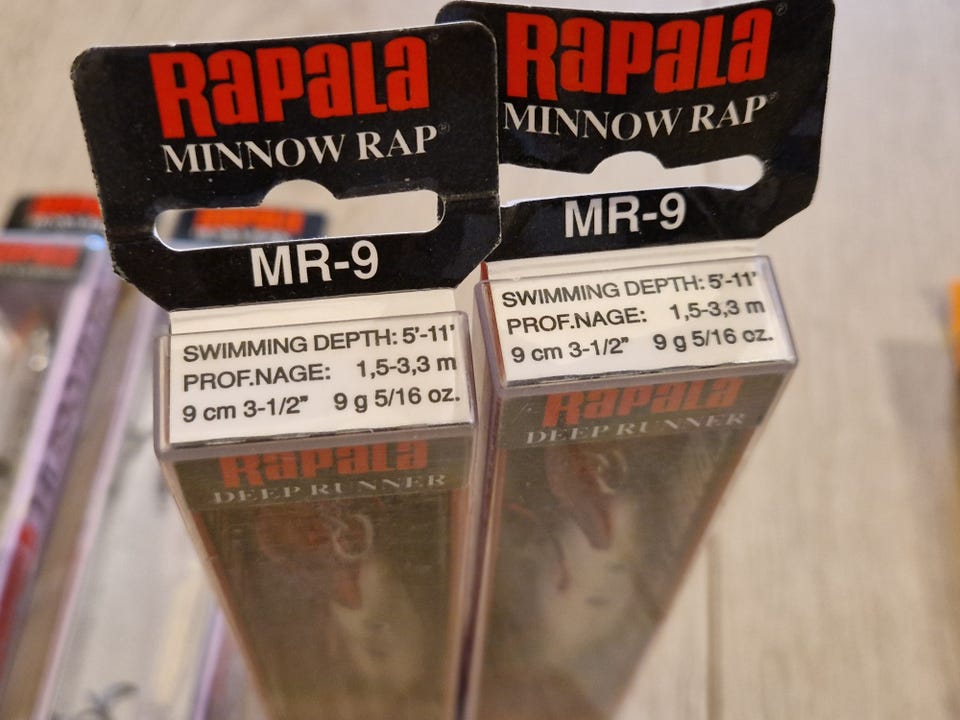 Rapala
MINNOW RAP®
MR-9
SWIMMING DEPTH: 5'-11'
PROF.NAGE: 1,5-3,3 m
9 cm 3-1/2" 9 g 5/16 oz.
Rapala
DEEP RUNNER
Rapala®
MINNOW RAP®
MR-9
SWIMMING DEPTH: 5'-11'
PROF.NAGE: 1,5-3,3 m
9 cm 3-1/2" 9 g 5/16 oz.
Rapala
DEEP RUNNER